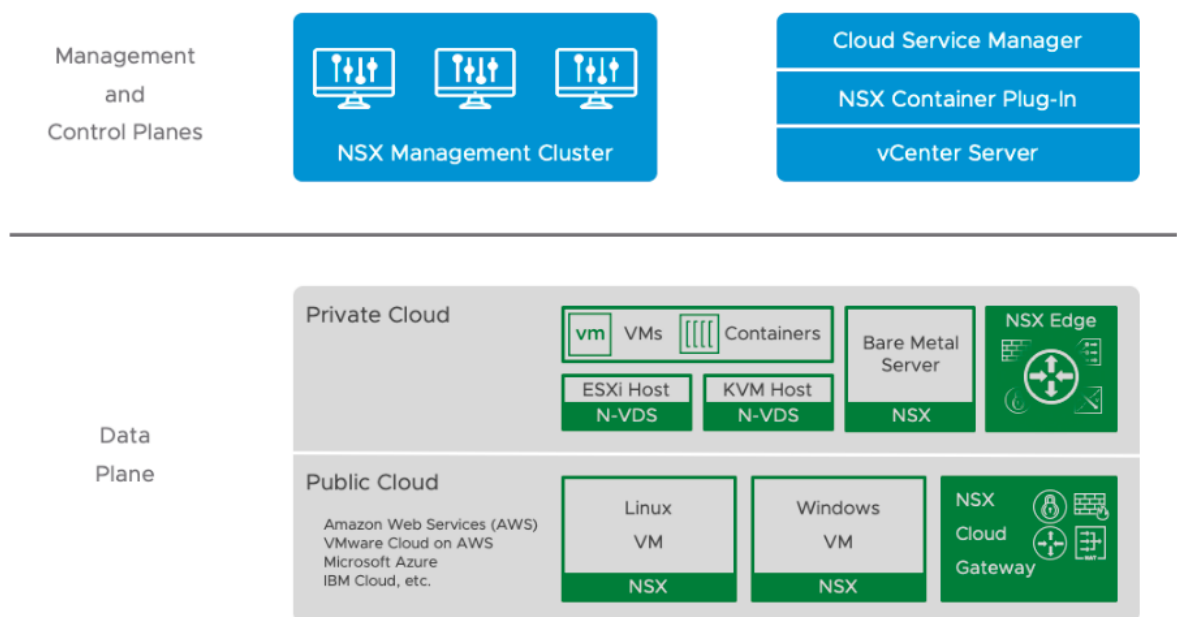 Management
and
Control Planes
NSX Management Cluster
Cloud Service Manager
NSX Container Plug-In
vCenter Server
Data
Plane
Private Cloud
vm VMs Containers
ESXi Host
N-VDS
KVM Host
N-VDS
Bare Metal
Server
NSX
NSX Edge
Public Cloud
Amazon Web Services (AWS)
VMware Cloud on AWS
Microsoft Azure
IBM Cloud, etc.
Linux
VM
NSX
Windows
VM
NSX
NSX
Cloud
Gateway
NAT